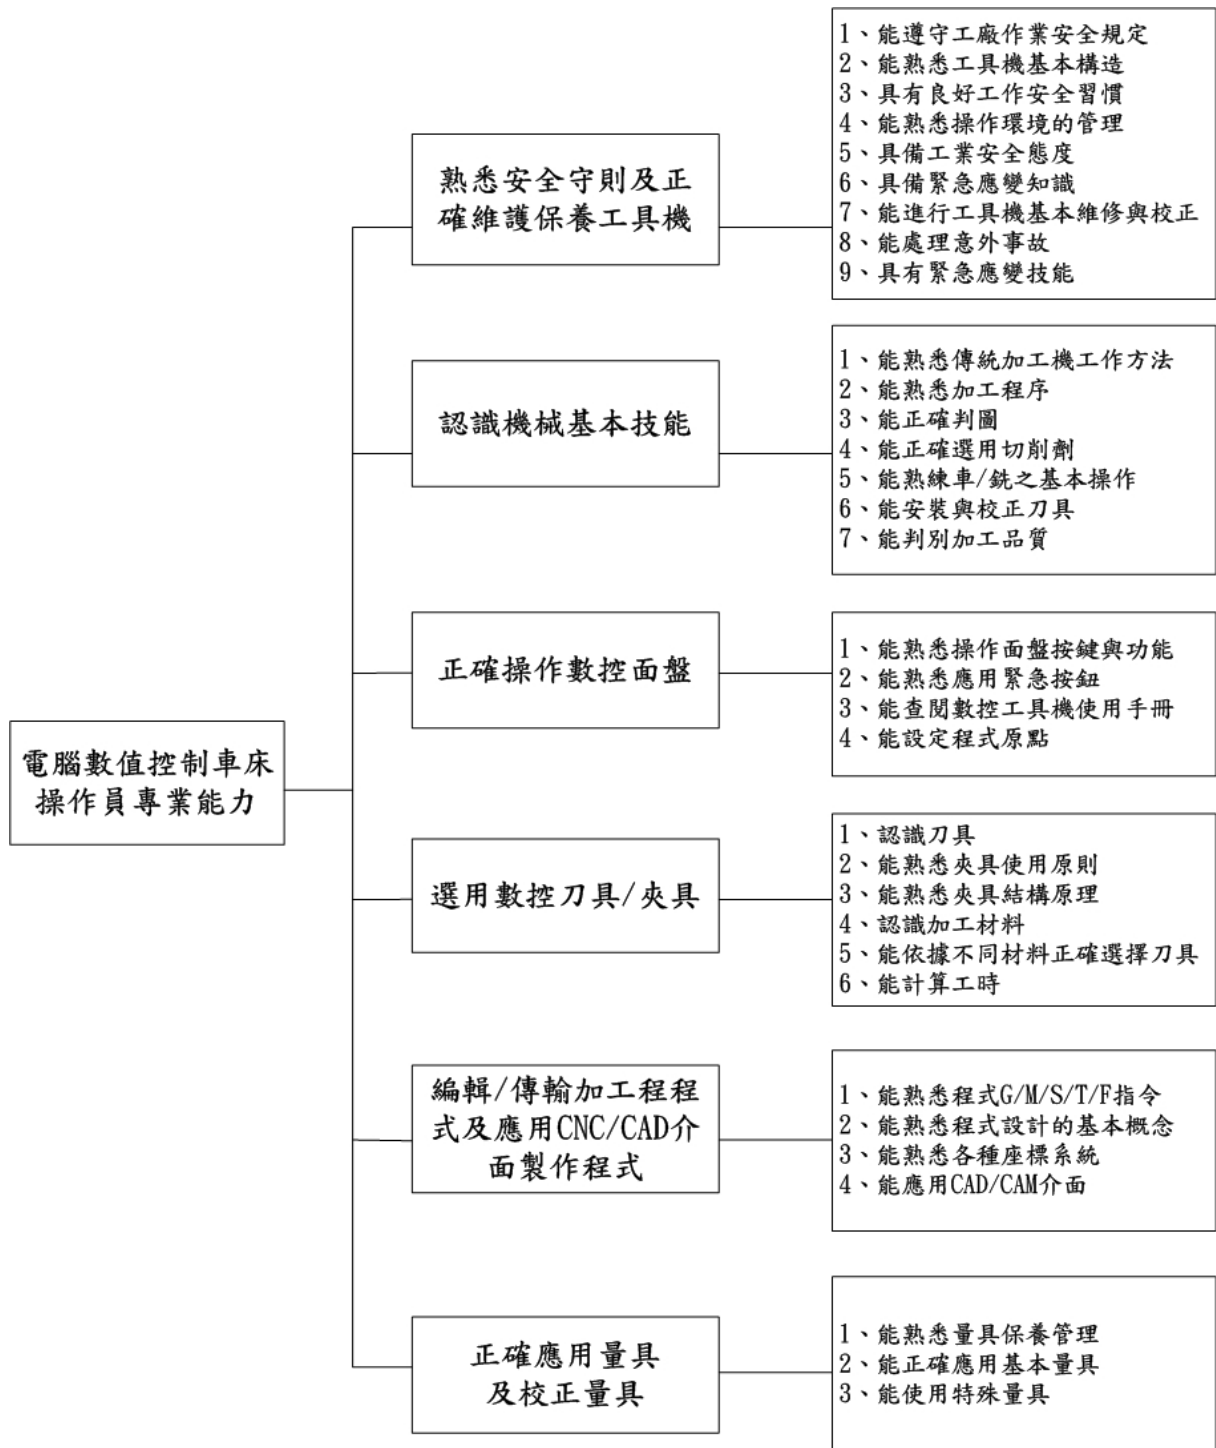 電腦數值控制車床
操作員專業能力
熟悉安全守則及正
確維護保養工具機
1、能遵守工廠作業安全規定
2、能熟悉工具機基本構造
3、具有良好工作安全習慣
4、能熟悉操作環境的管理
5、具備工業安全態度
6、具備緊急應變知識
7、能進行工具機基本維修與校正
8、能處理意外事故
9、具有緊急應變技能
認識機械基本技能
1、能熟悉傳統加工機工作方法
2、能熟悉加工程序
3、能正確判圖
4、能正確選用切削劑
5、能熟練車/銑之基本操作
6、能安裝與校正刀具
7、能判別加工品質
正確操作數控面盤
1、能熟悉操作面盤按鍵與功能
2、能熟悉應用緊急按鈕
3、能查閱數控工具機使用手冊
4、能設定程式原點
選用數控刀具/夾具
1、認識刀具
2、能熟悉夾具使用原則
3、能熟悉夾具結構原理
4、認識加工材料
5、能依據不同材料正確選擇刀具
6、能計算工時
編輯/傳輸加工程程
式及應用CNC/CAD介
面製作程式
1、能熟悉程式G/M/S/T/F指令
2、能熟悉程式設計的基本概念
3、能熟悉各種座標系統
4、能應用CAD/CAM介面
正確應用量具
及校正量具
1、能熟悉量具保養管理
2、能正確應用基本量具
3、能使用特殊量具